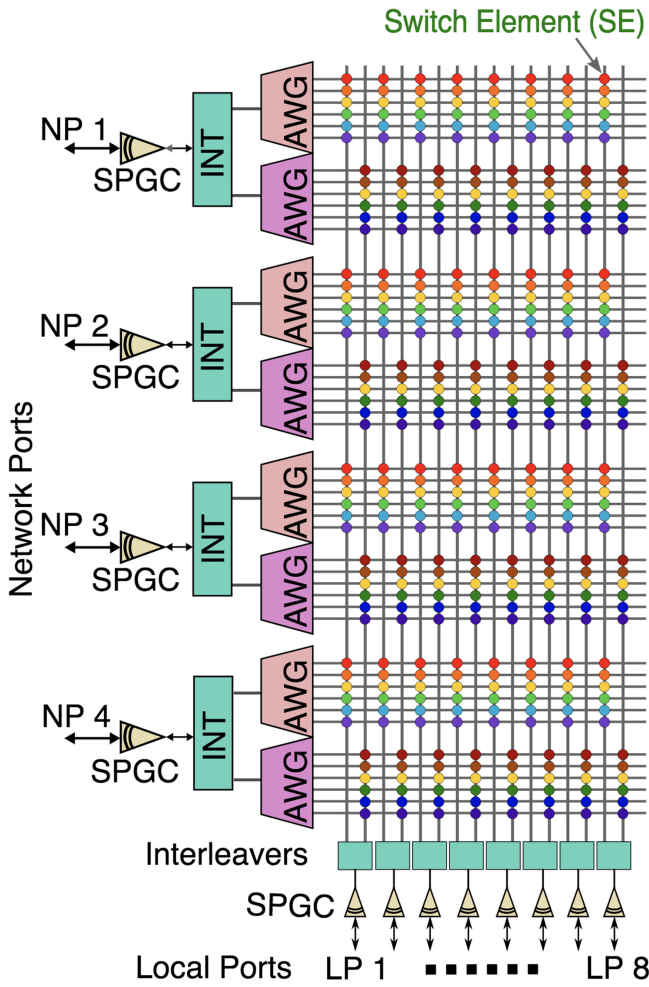 Switch Element (SE)
AWG
NP 1
INT
SPGC
AWG
AWG
NP 2
INT
SPGC
AWG
Network Ports
AWG
NP 3
INT
SPGC
AWG
AWG
NP 4
INT
SPGC
AWG
Interleavers
SPGC
Local Ports LP 1 LP 8